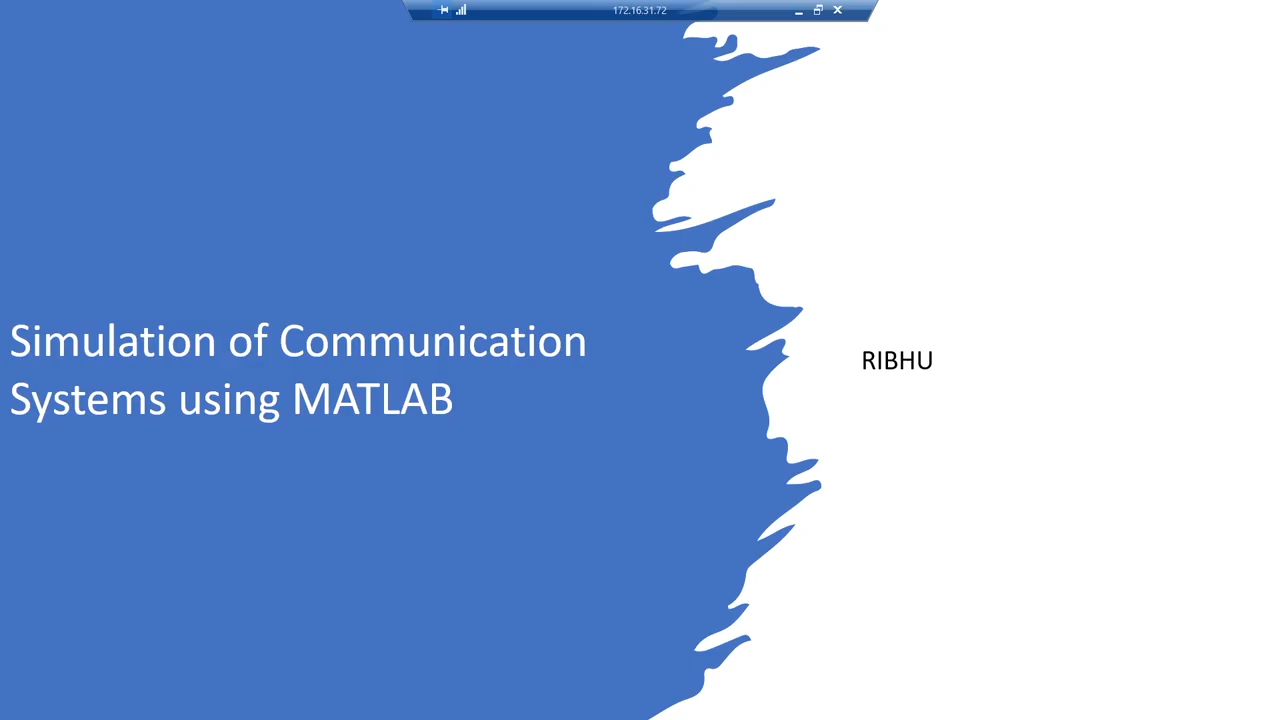 172.16.31.72
Simulation of Communication
Systems using MATLAB
RIBHU